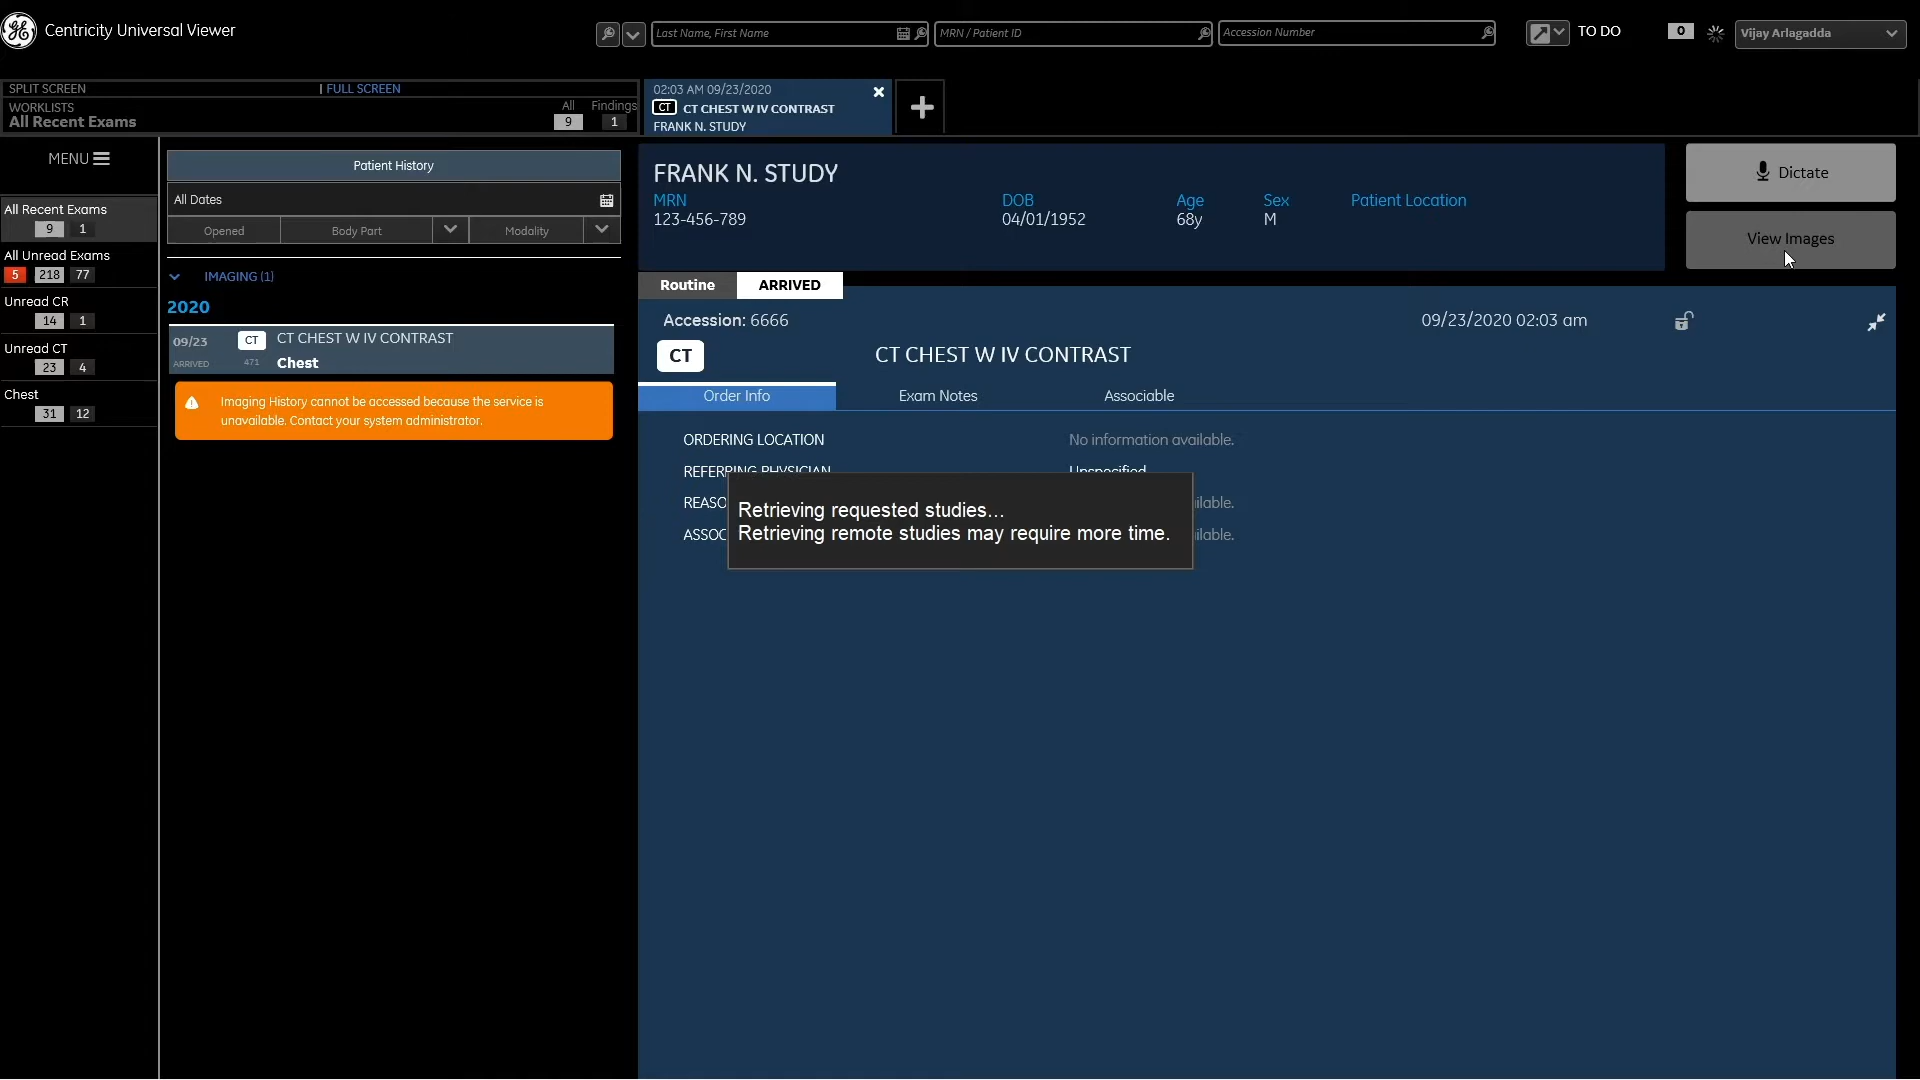 Centricity Universal Viewer
Last Name, First Name
MRN / Patient ID
Accession Number
TO DO
0
Vijay Arlagadda
SPLIT SCREEN
| FULL SCREEN
WORKLISTS
All Findings
All Recent Exams
9 1
02:03 AM 09/23/2020
CT CT CHEST W IV CONTRAST
FRANK N. STUDY
MENU
All Recent Exams
9 1
All Unread Exams
5 218 77
Unread CR
14 1
Unread CT
23 4
Chest
31 12
Patient History
All Dates
Opened Body Part Modality
IMAGING (1)
2020
09/23 CT CT CHEST W IV CONTRAST
ARRIVED 471 Chest
Imaging History cannot be accessed because the service is
unavailable. Contact your system administrator.
FRANK N. STUDY
MRN DOB Age Sex Patient Location
123-456-789 04/01/1952 68y M
Dictate
View Images
Routine ARRIVED
Accession: 6666 09/23/2020 02:03 am
CT CT CHEST W IV CONTRAST
Order Info Exam Notes Associable
ORDERING LOCATION No information available.
REFERRING PHYSICIAN Unspecified
REASO ilable.
ASSOC ilable.
Retrieving requested studies...
Retrieving remote studies may require more time.